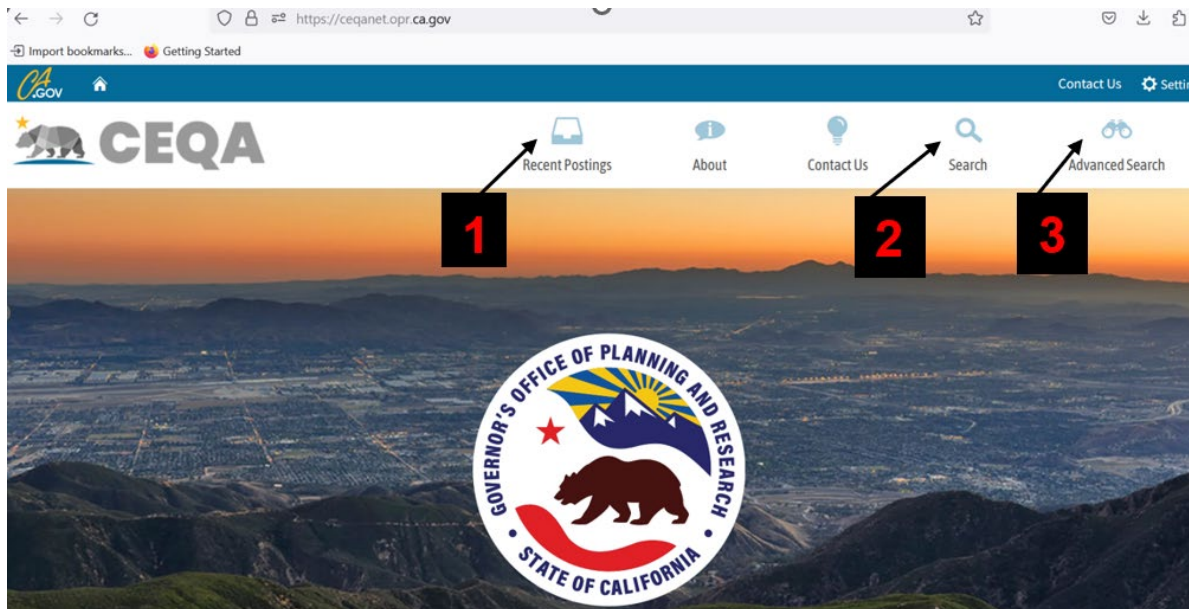 https://ceqanet.opr.ca.gov
Import bookmarks... Getting Started
CA.GOV Contact Us Settin
CEQA
Recent Postings About Contact Us Search Advanced Search
1 2 3
GOVERNOR'S OFFICE OF PLANNING AND RESEARCH
• STATE OF CALIFORNIA •